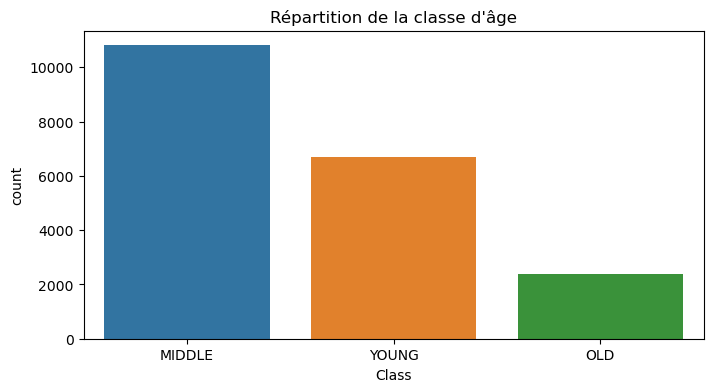 Répartition de la classe d'âge
count
10000
8000
6000
4000
2000
0
MIDDLE
YOUNG
OLD
Class